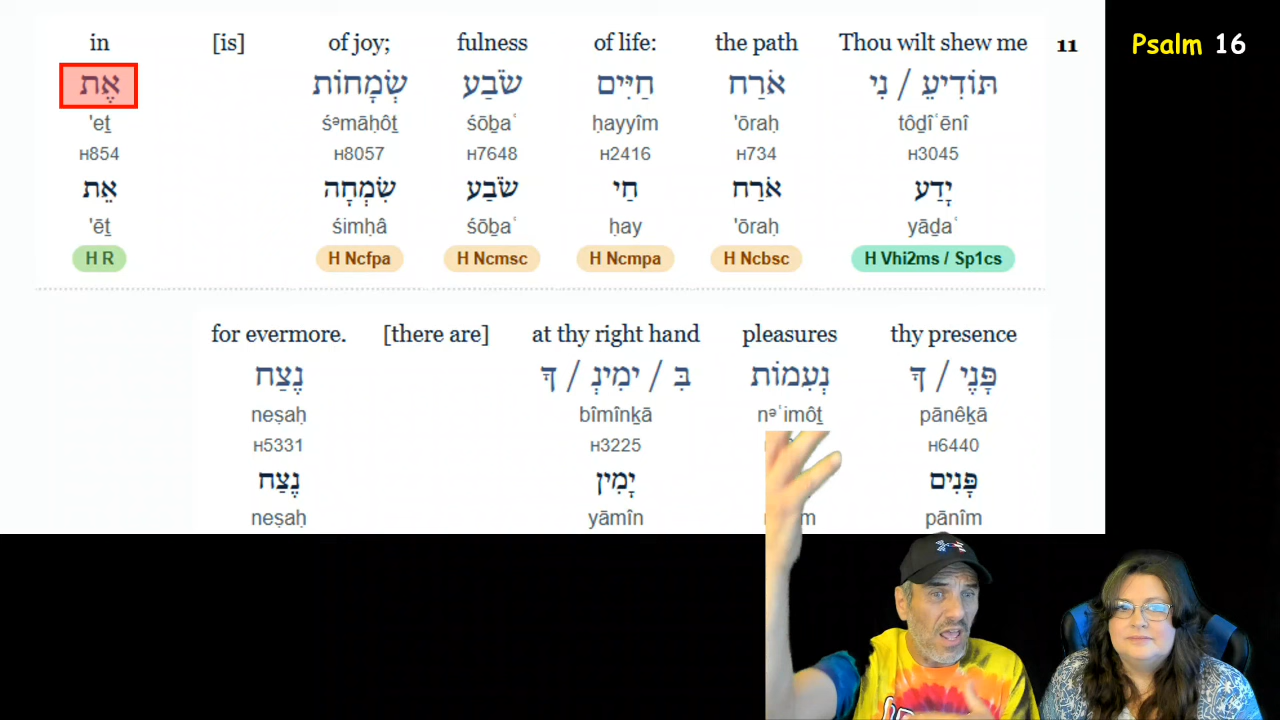 Psalm 16
in [is] of joy; fulness of life: the path Thou wilt shew me 11
אֶת שְׂמָחוֹת שֹׂבַע חַיִּים אֹרַח תּוֹדִיעֵ / נִי
'eṯ śᵊmāḥôṯ śōḇaʿ ḥayyîm 'ōraḥ tôḏîʿēnî
H854 H8057 H7648 H2416 H734 H3045
אֵת שִׂמְחָה שֹׂבַע חַי אֹרַח יָדַע
'ēṯ śimḥâ śōḇaʿ ḥay 'ōraḥ yāḏaʿ
H R H Ncfpa H Ncmsc H Ncmpa H Ncbsc H Vhi2ms / Sp1cs
for evermore. [there are] at thy right hand pleasures thy presence
נֶצַח בִּ / ימִינְ / ךָ נְעִמוֹת פָּנֶי / ךָ
neṣaḥ bîmînḵā nᵊʿimôṯ pānêḵā
H5331 H3225 H6440
נֶצַח יָמִין פָּנִים
neṣaḥ yāmîn pānîm